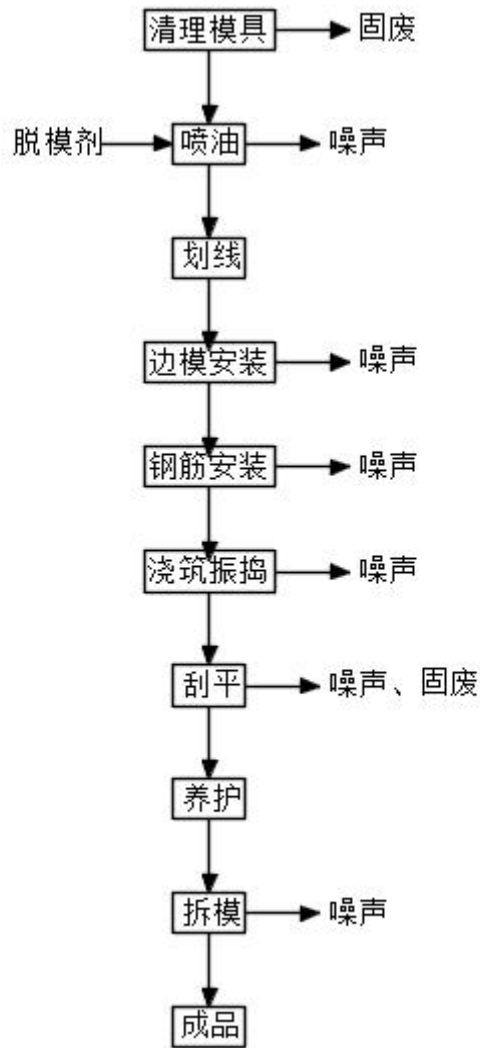 清理模具 固废
脱模剂 喷油 噪声
划线
边模安装 噪声
钢筋安装 噪声
浇筑振捣 噪声
刮平 噪声、固废
养护
拆模 噪声
成品